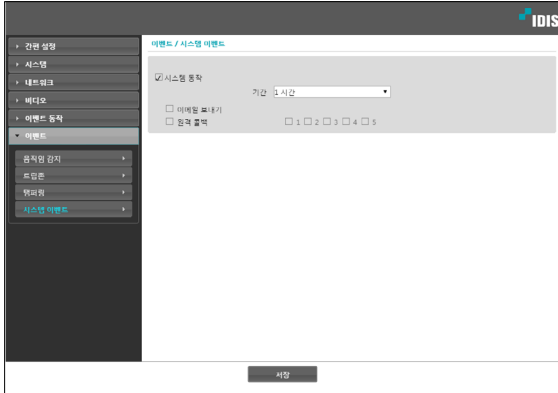 IDIS
간편 설정
시스템
네트워크
비디오
이벤트 동작
이벤트
움직임 감지
트립존
탬퍼링
시스템 이벤트
이벤트 / 시스템 이벤트
시스템 동작
기간 1 시간
이메일 보내기
원격 콜백 1 2 3 4 5
저장